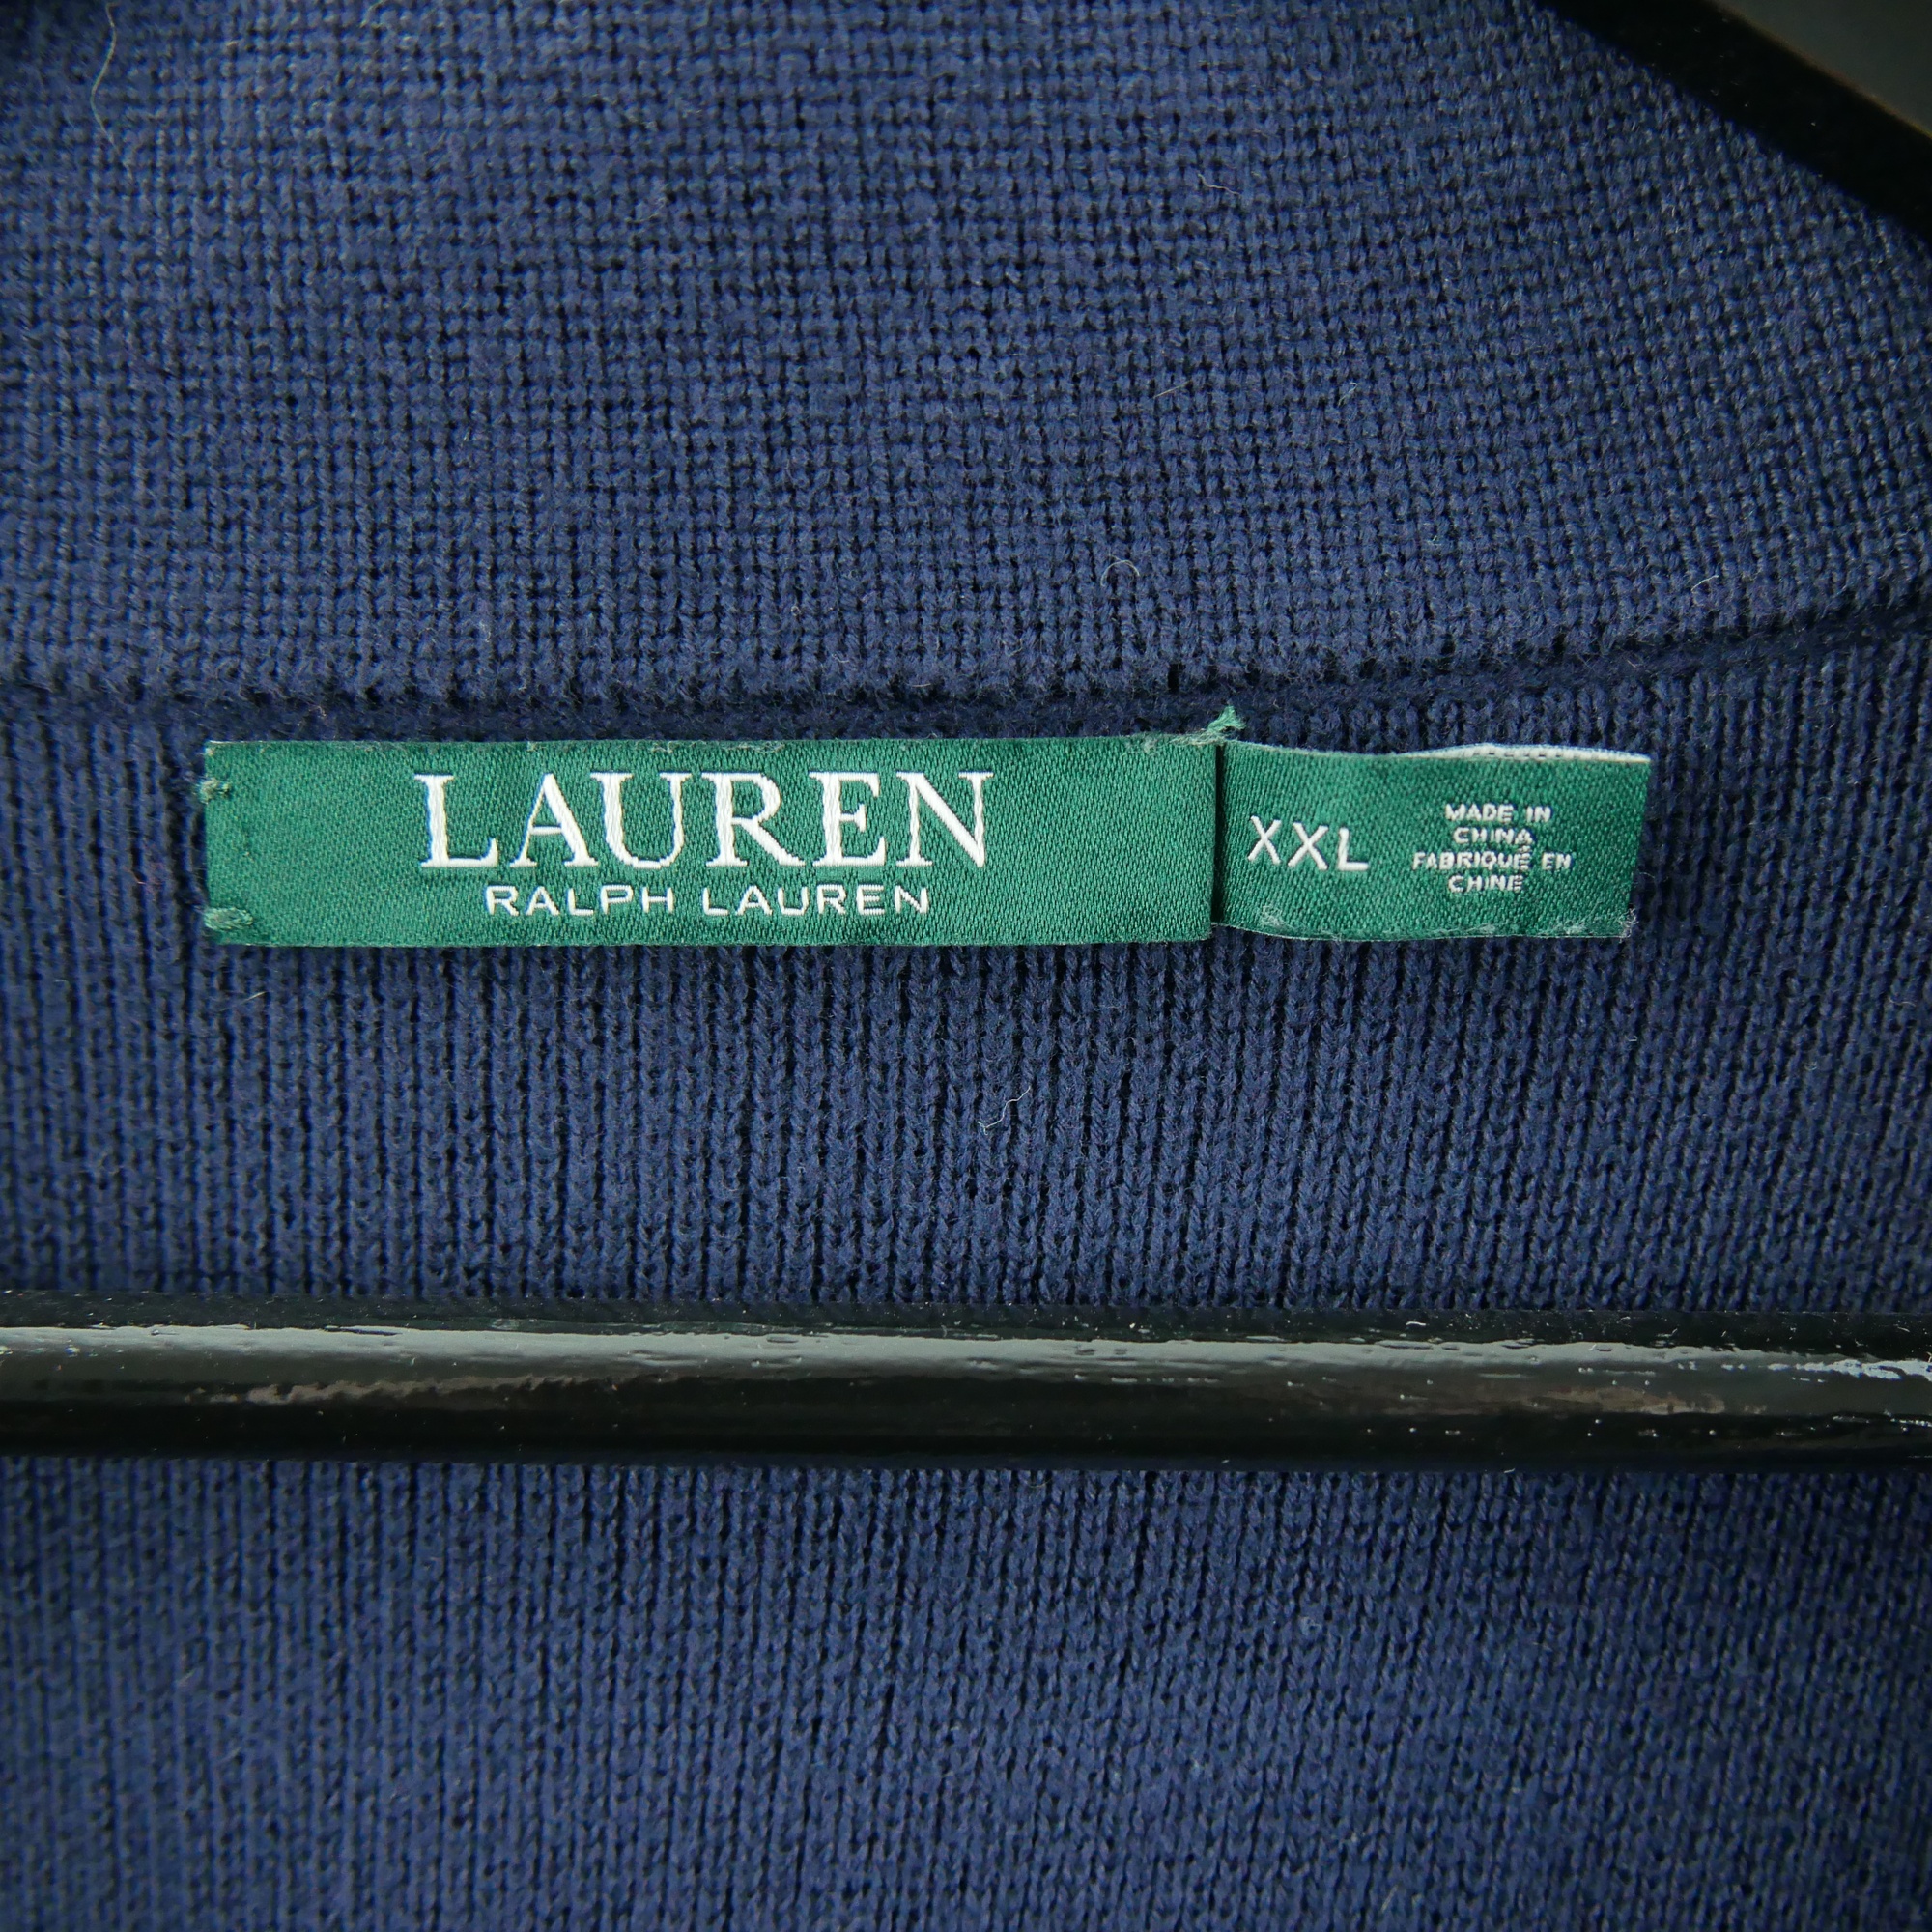 LAUREN
RALPH LAUREN
XXL
MADE IN
CHINA
FABRIQUÉ EN
CHINE